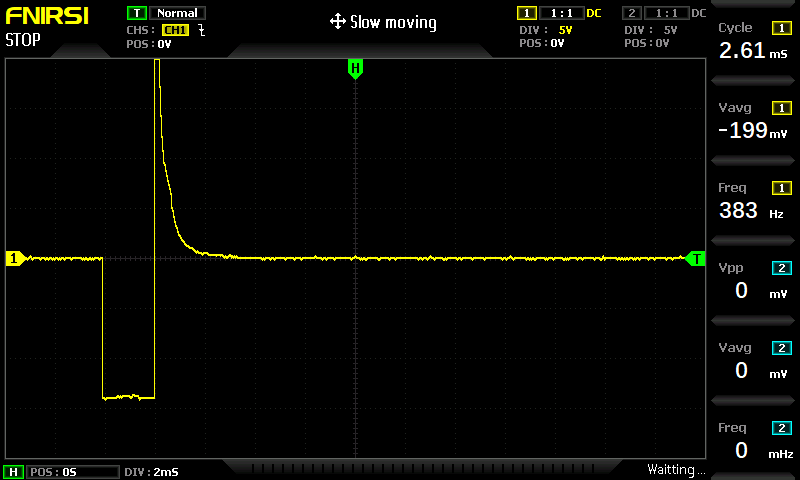 FNIRSI
STOP
T Normal
CHS: CH1
POS: 0V
Slow moving
1 1:1 DC
DIV: 5V
POS: 0V
2 1:1 DC
DIV: 5V
POS: 0V
H
1
T
Cycle 1
2.61 mS
Vavg 1
-199 mV
Freq 1
383 Hz
Vpp 2
0 mV
Vavg 2
0 mV
Freq 2
0 mHz
H POS: 0S DIV: 2mS
Waitting...